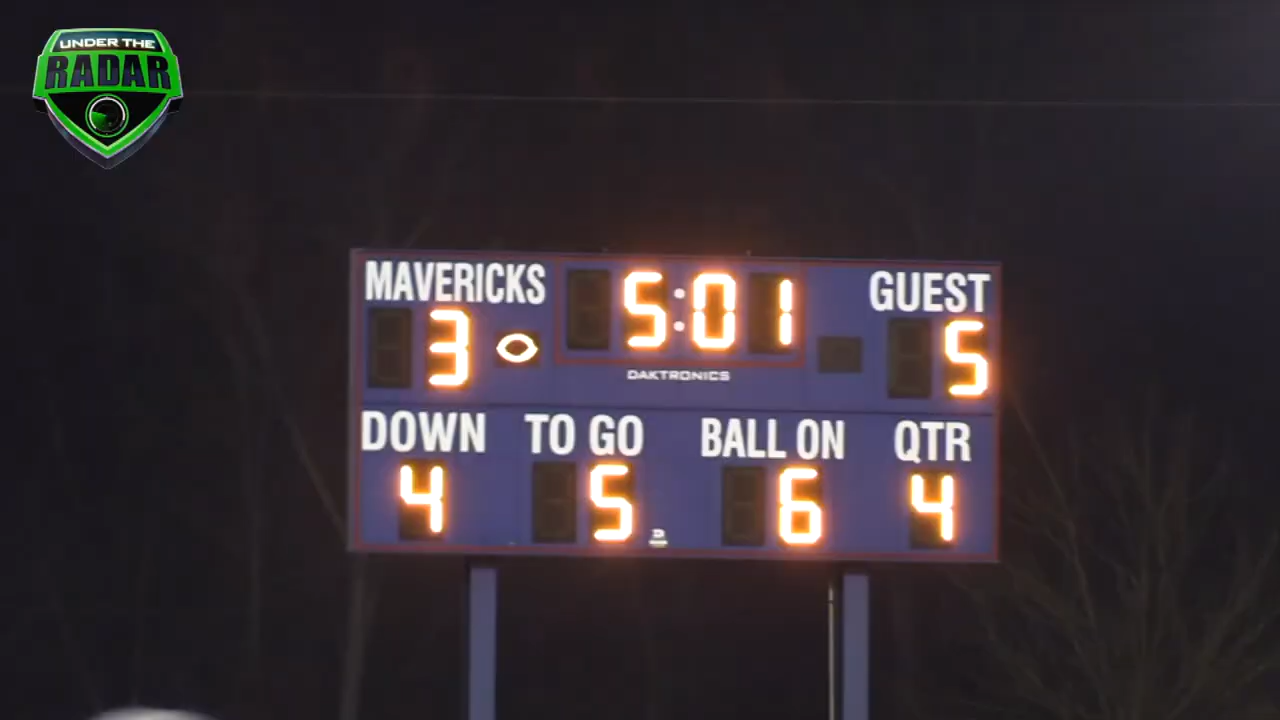 UNDER THE
RADAR
MAVERICKS 5:01 GUEST
3 5
DAKTRONICS
DOWN TO GO BALL ON QTR
4 5 6 4